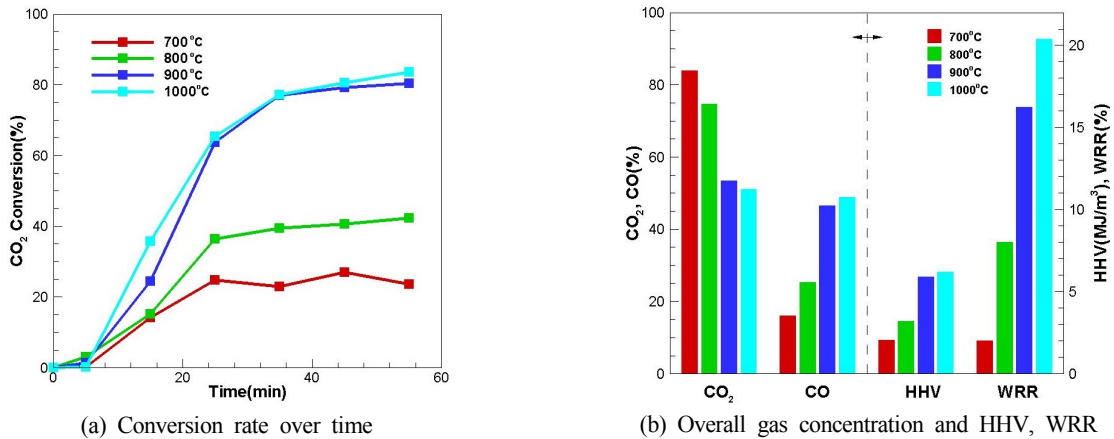 CO₂ Conversion(%)
100
80
60
40
20
0
700°C
800°C
900°C
1000°C
0
20
40
60
Time(min)
(a) Conversion rate over time
CO₂, CO(%)
100
80
60
40
20
0
700°C
800°C
900°C
1000°C
CO₂
CO
HHV
WRR
20
15
10
5
0
HHV(MJ/m³), WRR(%)
(b) Overall gas concentration and HHV, WRR